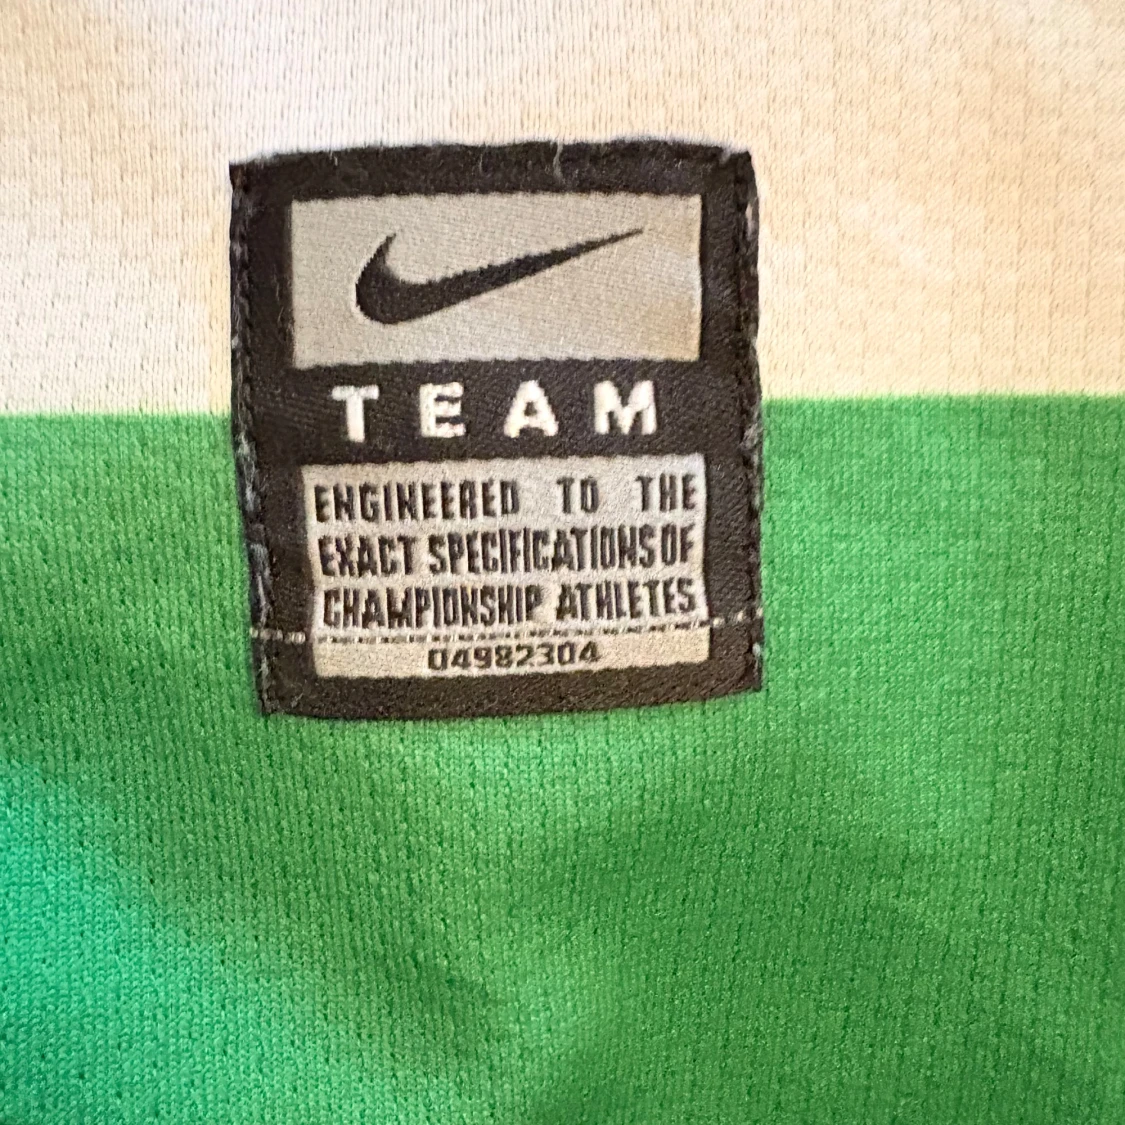 TEAM
ENGINEERED TO THE
EXACT SPECIFICATIONS OF
CHAMPIONSHIP ATHLETES
04982304